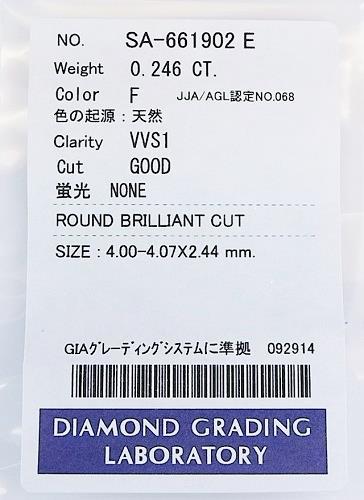 NO. SA-661902 E
Weight 0.246 CT.
Color F JJA/AGL認定NO.068
色の起源：天然
Clarity VVS1
Cut GOOD
蛍光 NONE
ROUND BRILLIANT CUT
SIZE : 4.00-4.07X2.44 mm.
GIAグレーディングシステムに準拠 092914
DIAMOND GRADING
LABORATORY